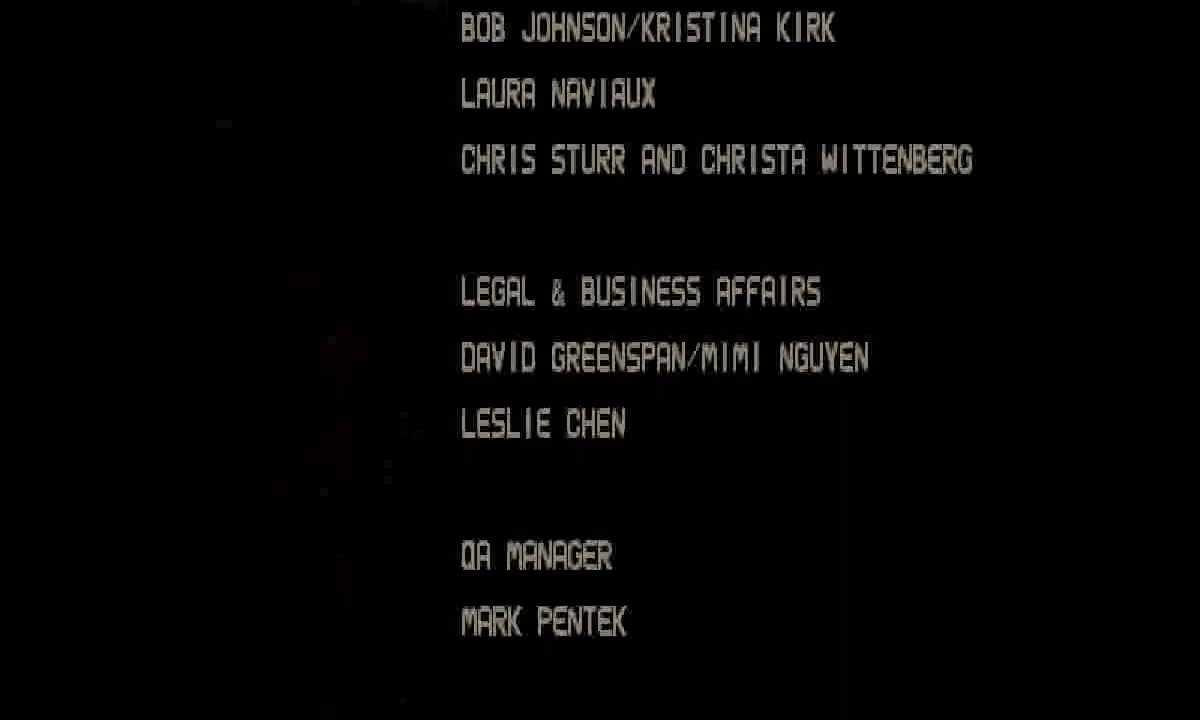 BOB JOHNSON/KRISTINA KIRK
LAURA NAVIAUX
CHRIS STURR AND CHRISTA WITTENBERG
LEGAL & BUSINESS AFFAIRS
DAVID GREENSPAN/MIMI NGUYEN
LESLIE CHEN
QA MANAGER
MARK PENTEK